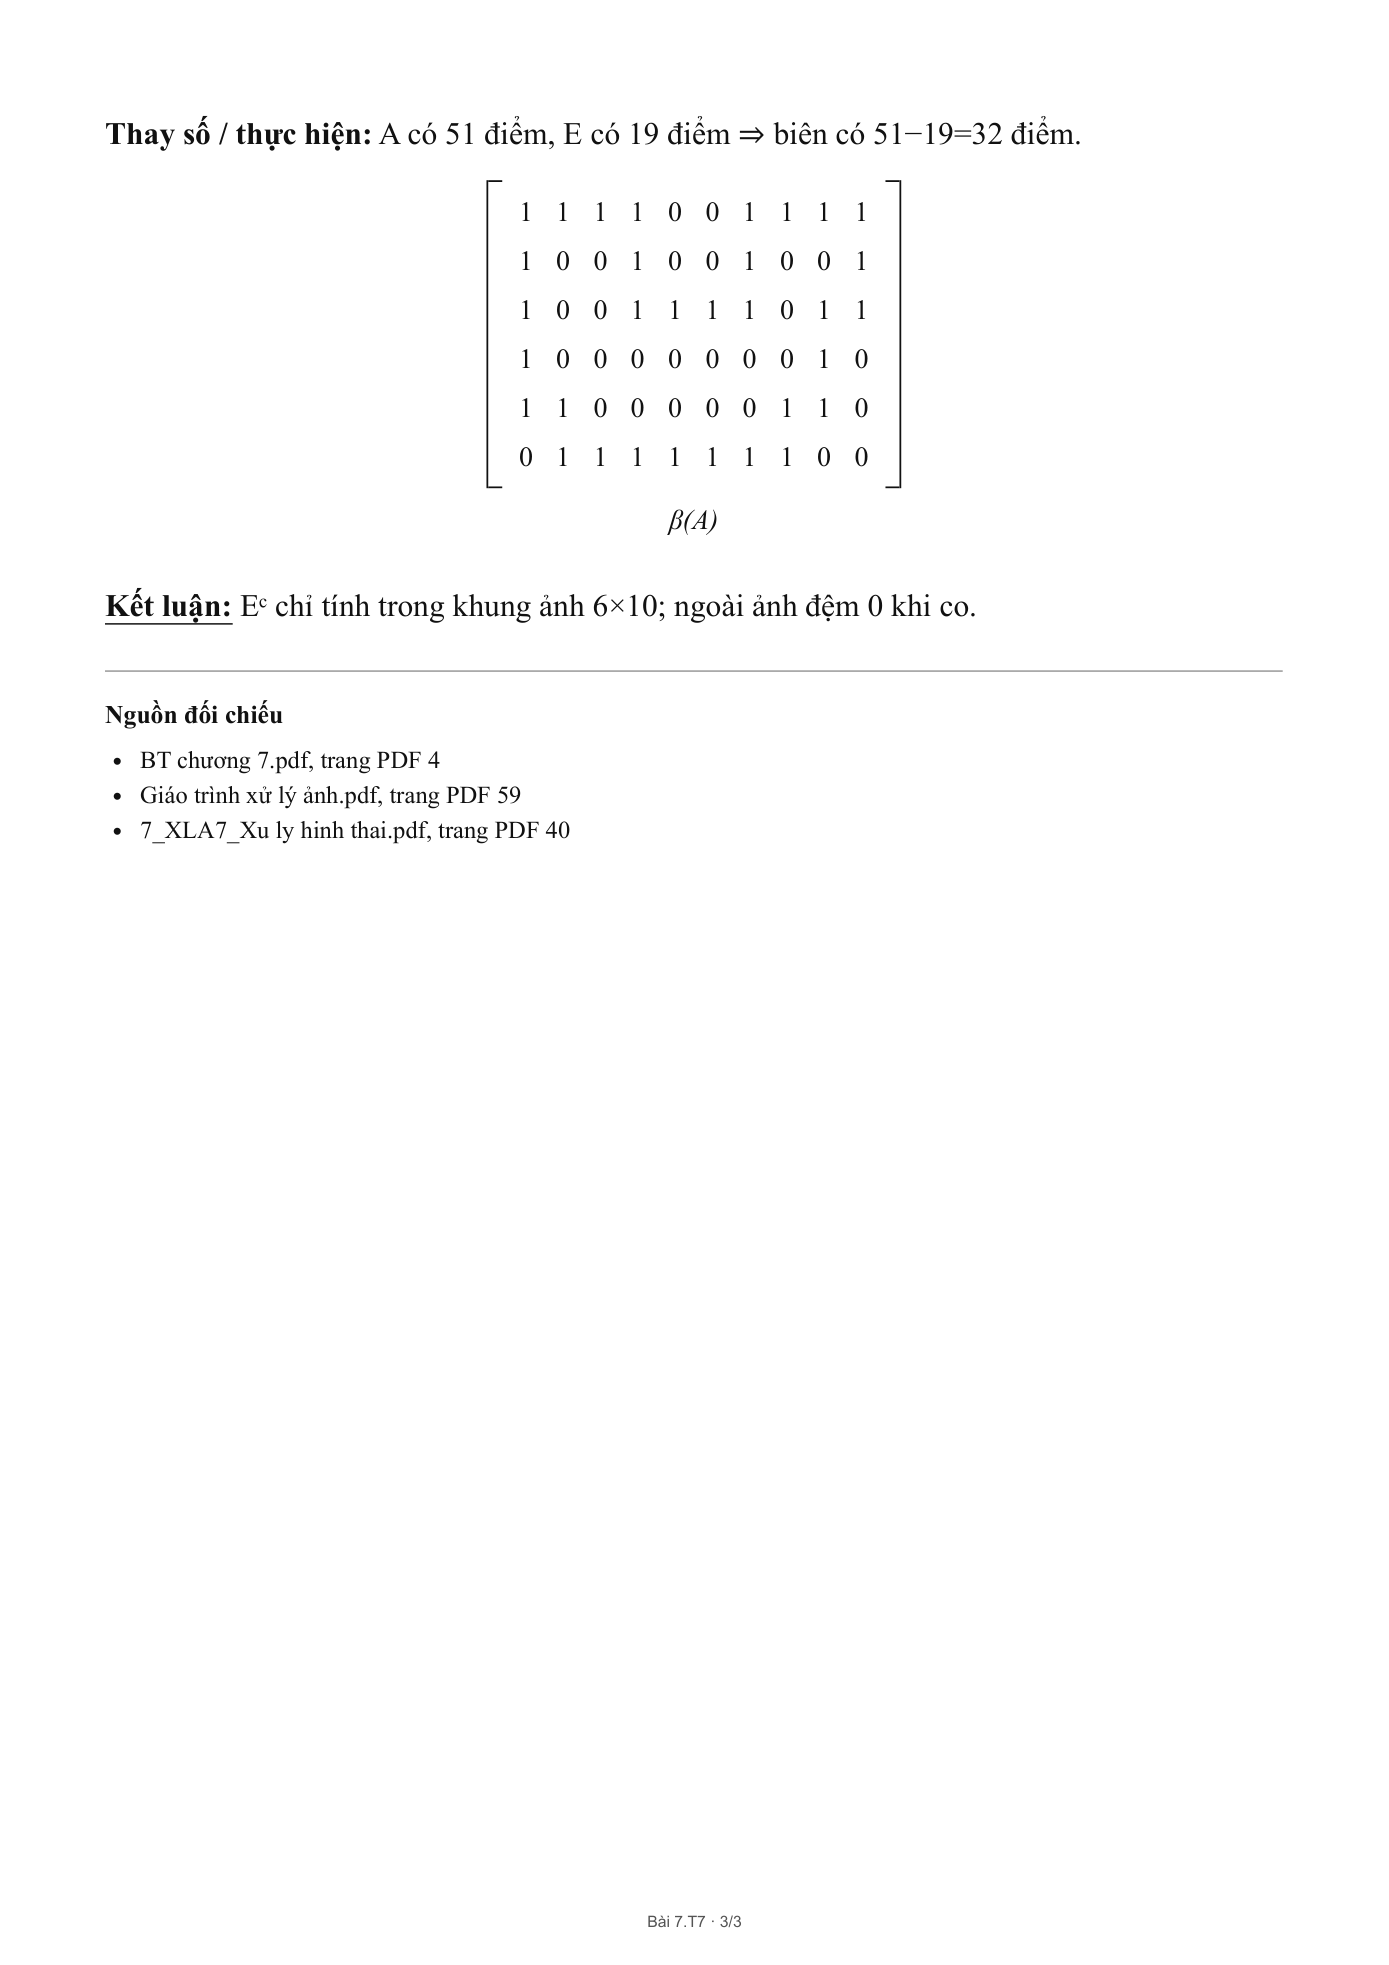 Thay số / thực hiện: A có 51 điểm, E có 19 điểm ⇒ biên có 51−19=32 điểm.
1 1 1 1 0 0 1 1 1 1
1 0 0 1 0 0 1 0 0 1
1 0 0 1 1 1 1 0 1 1
1 0 0 0 0 0 0 0 1 0
1 1 0 0 0 0 0 1 1 0
0 1 1 1 1 1 1 1 0 0
β(A)
Kết luận: Eᶜ chỉ tính trong khung ảnh 6×10; ngoài ảnh đệm 0 khi co.
Nguồn đối chiếu
• BT chương 7.pdf, trang PDF 4
• Giáo trình xử lý ảnh.pdf, trang PDF 59
• 7_XLA7_Xu ly hinh thai.pdf, trang PDF 40
Bài 7.T7 · 3/3